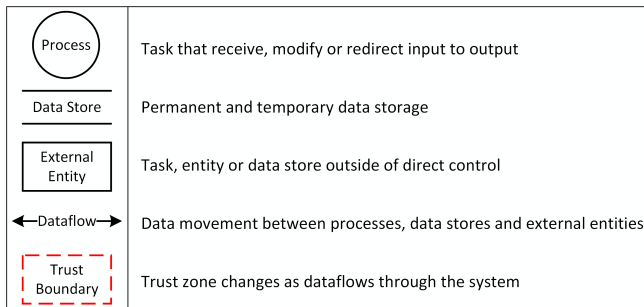 Process
Task that receive, modify or redirect input to output
Data Store
Permanent and temporary data storage
External
Entity
Task, entity or data store outside of direct control
Dataflow
Data movement between processes, data stores and external entities
Trust
Boundary
Trust zone changes as dataflows through the system